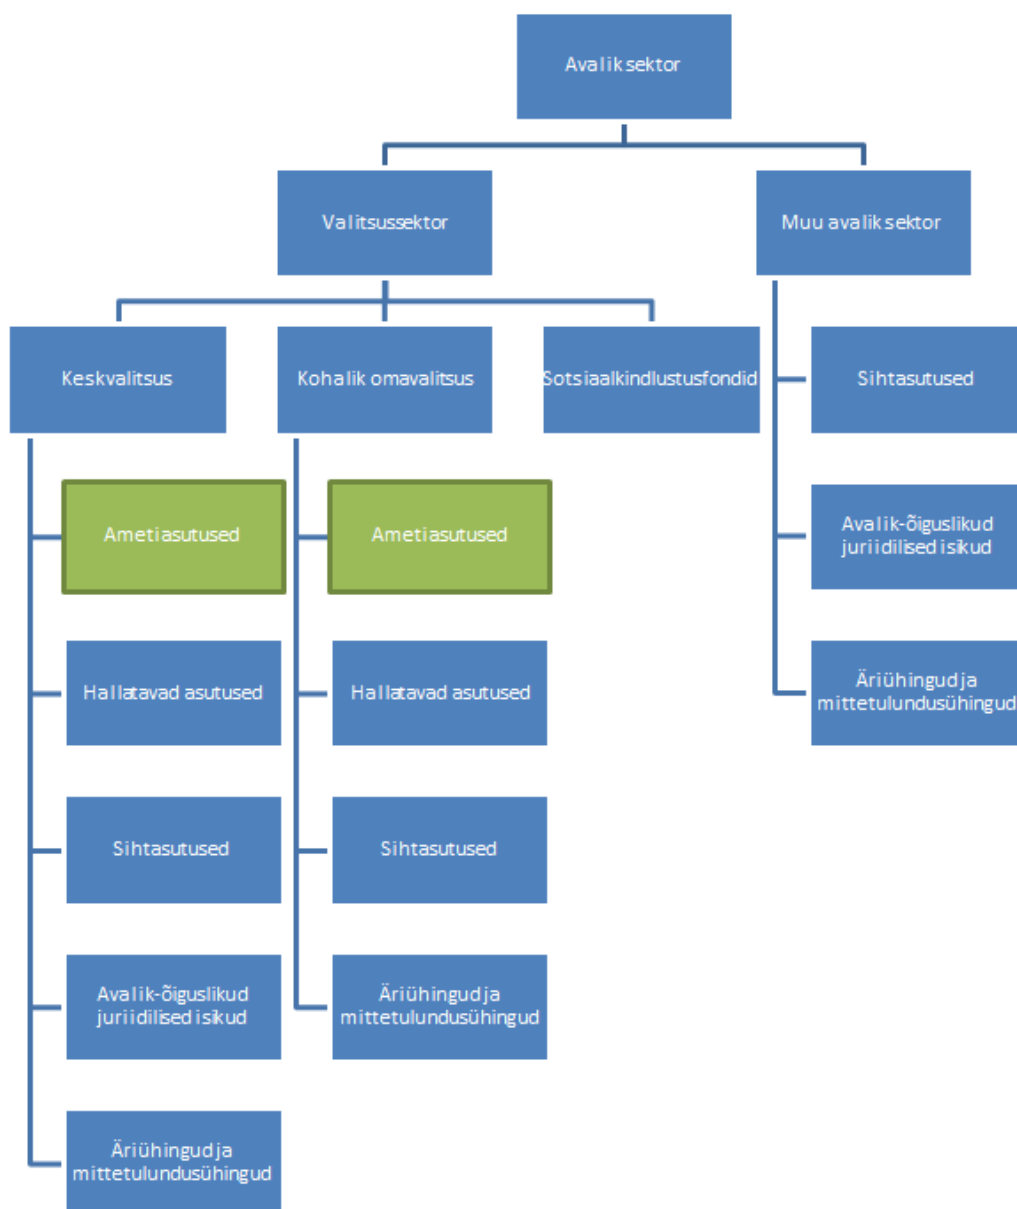 Avalik sektor
Valitsussektor
Muu avalik sektor
Keskvalitsus
Kohalik omavalitsus
Sotsiaalkindlustusfondid
Sihtasutused
Ametiasutused
Ametiasutused
Avalik-õiguslikud
juriidilised isikud
Hallatavad asutused
Hallatavad asutused
Äriühingud ja
mittetulundusühingud
Sihtasutused
Sihtasutused
Avalik-õiguslikud
juriidilised isikud
Äriühingud ja
mittetulundusühingud
Äriühingud ja
mittetulundusühingud